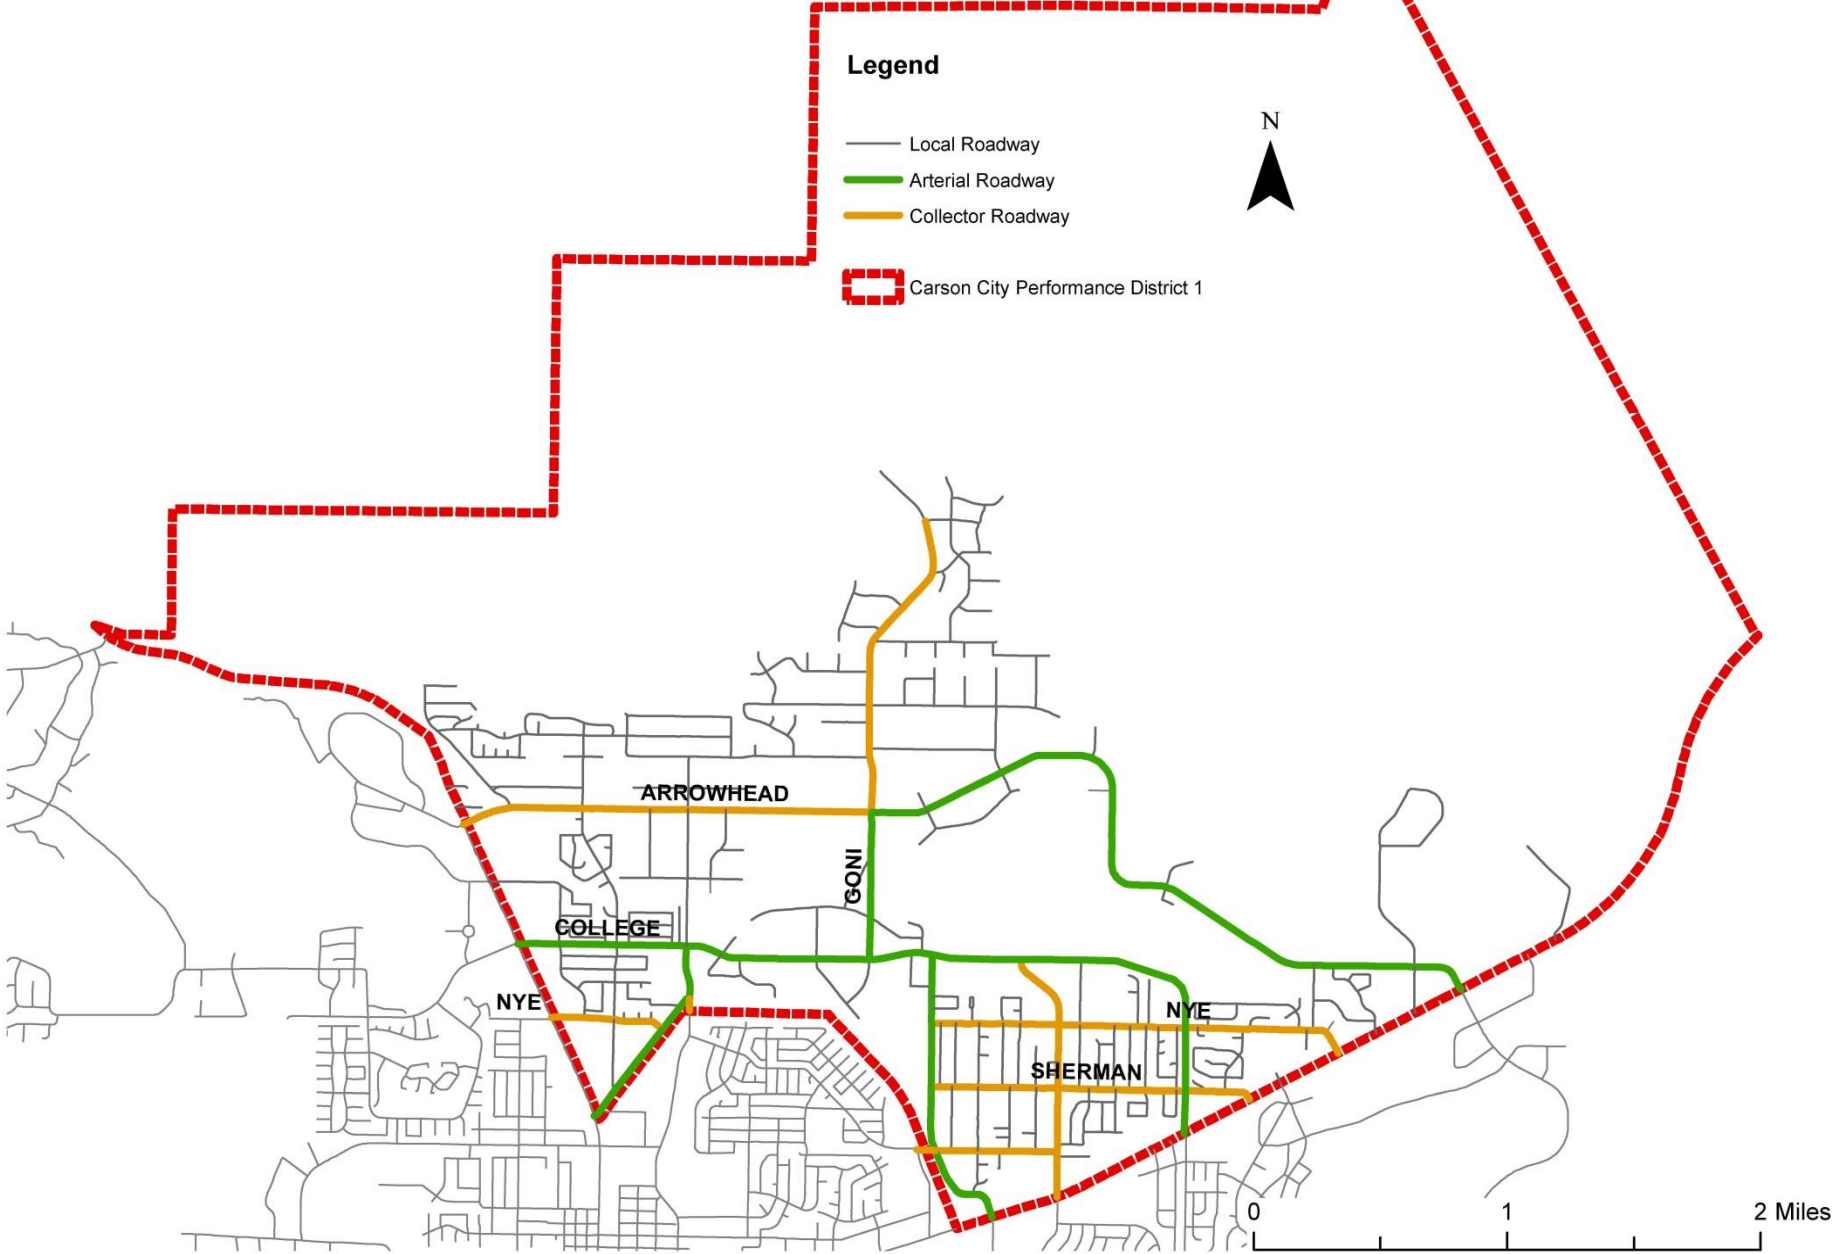 Legend
N
Local Roadway
Arterial Roadway
Collector Roadway
Carson City Performance District 1
ARROWHEAD
GONI
COLLEGE
NYE
NYE
SHERMAN
0 1 2 Miles